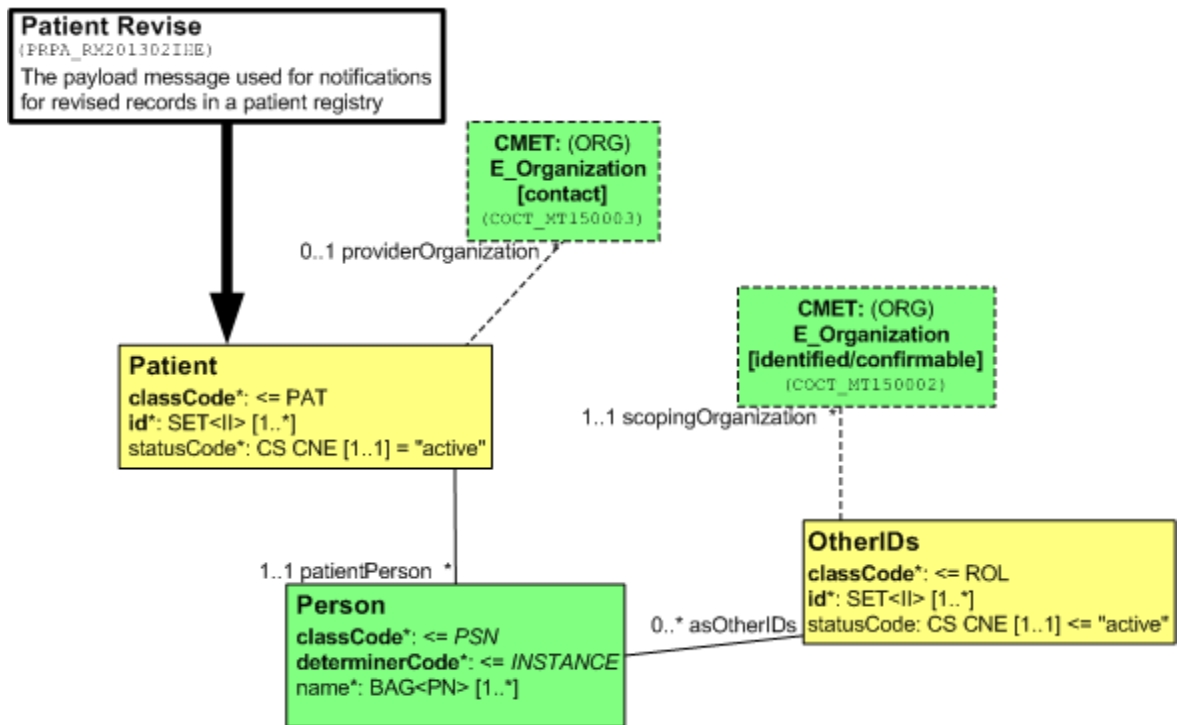 Patient Revise
(PRPA_RM201302IHE)
The payload message used for notifications
for revised records in a patient registry
CMET: (ORG)
E_Organization
[contact]
(COCT_MT150003)
0..1 providerOrganization *
CMET: (ORG)
E_Organization
[identified/confirmable]
(COCT_MT150002)
1..1 scopingOrganization *
Patient
classCode*: <= PAT
id*: SET<II> [1..*]
statusCode*: CS CNE [1..1] = "active"
OtherIDs
classCode*: <= ROL
id*: SET<II> [1..*]
statusCode: CS CNE [1..1] <= "active"
1..1 patientPerson *
0..* asOtherIDs
Person
classCode*: <= PSN
determinerCode*: <= INSTANCE
name*: BAG<PN> [1..*]